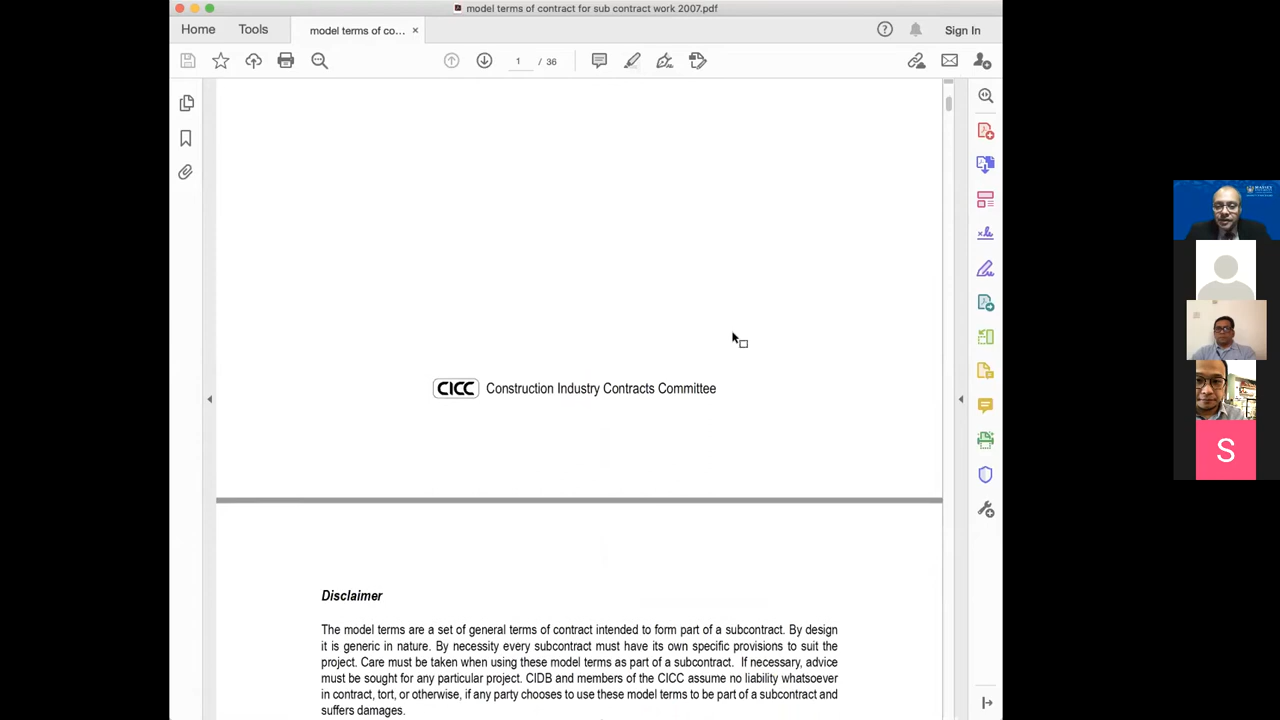 model terms of contract for sub contract work 2007.pdf
Home
Tools
model terms of co...
Sign In
1 / 36
CICC Construction Industry Contracts Committee
Disclaimer
The model terms are a set of general terms of contract intended to form part of a subcontract. By design
it is generic in nature. By necessity every subcontract must have its own specific provisions to suit the
project. Care must be taken when using these model terms as part of a subcontract. If necessary, advice
must be sought for any particular project. CIDB and members of the CICC assume no liability whatsoever
in contract, tort, or otherwise, if any party chooses to use these model terms to be part of a subcontract and
suffers damages.
S